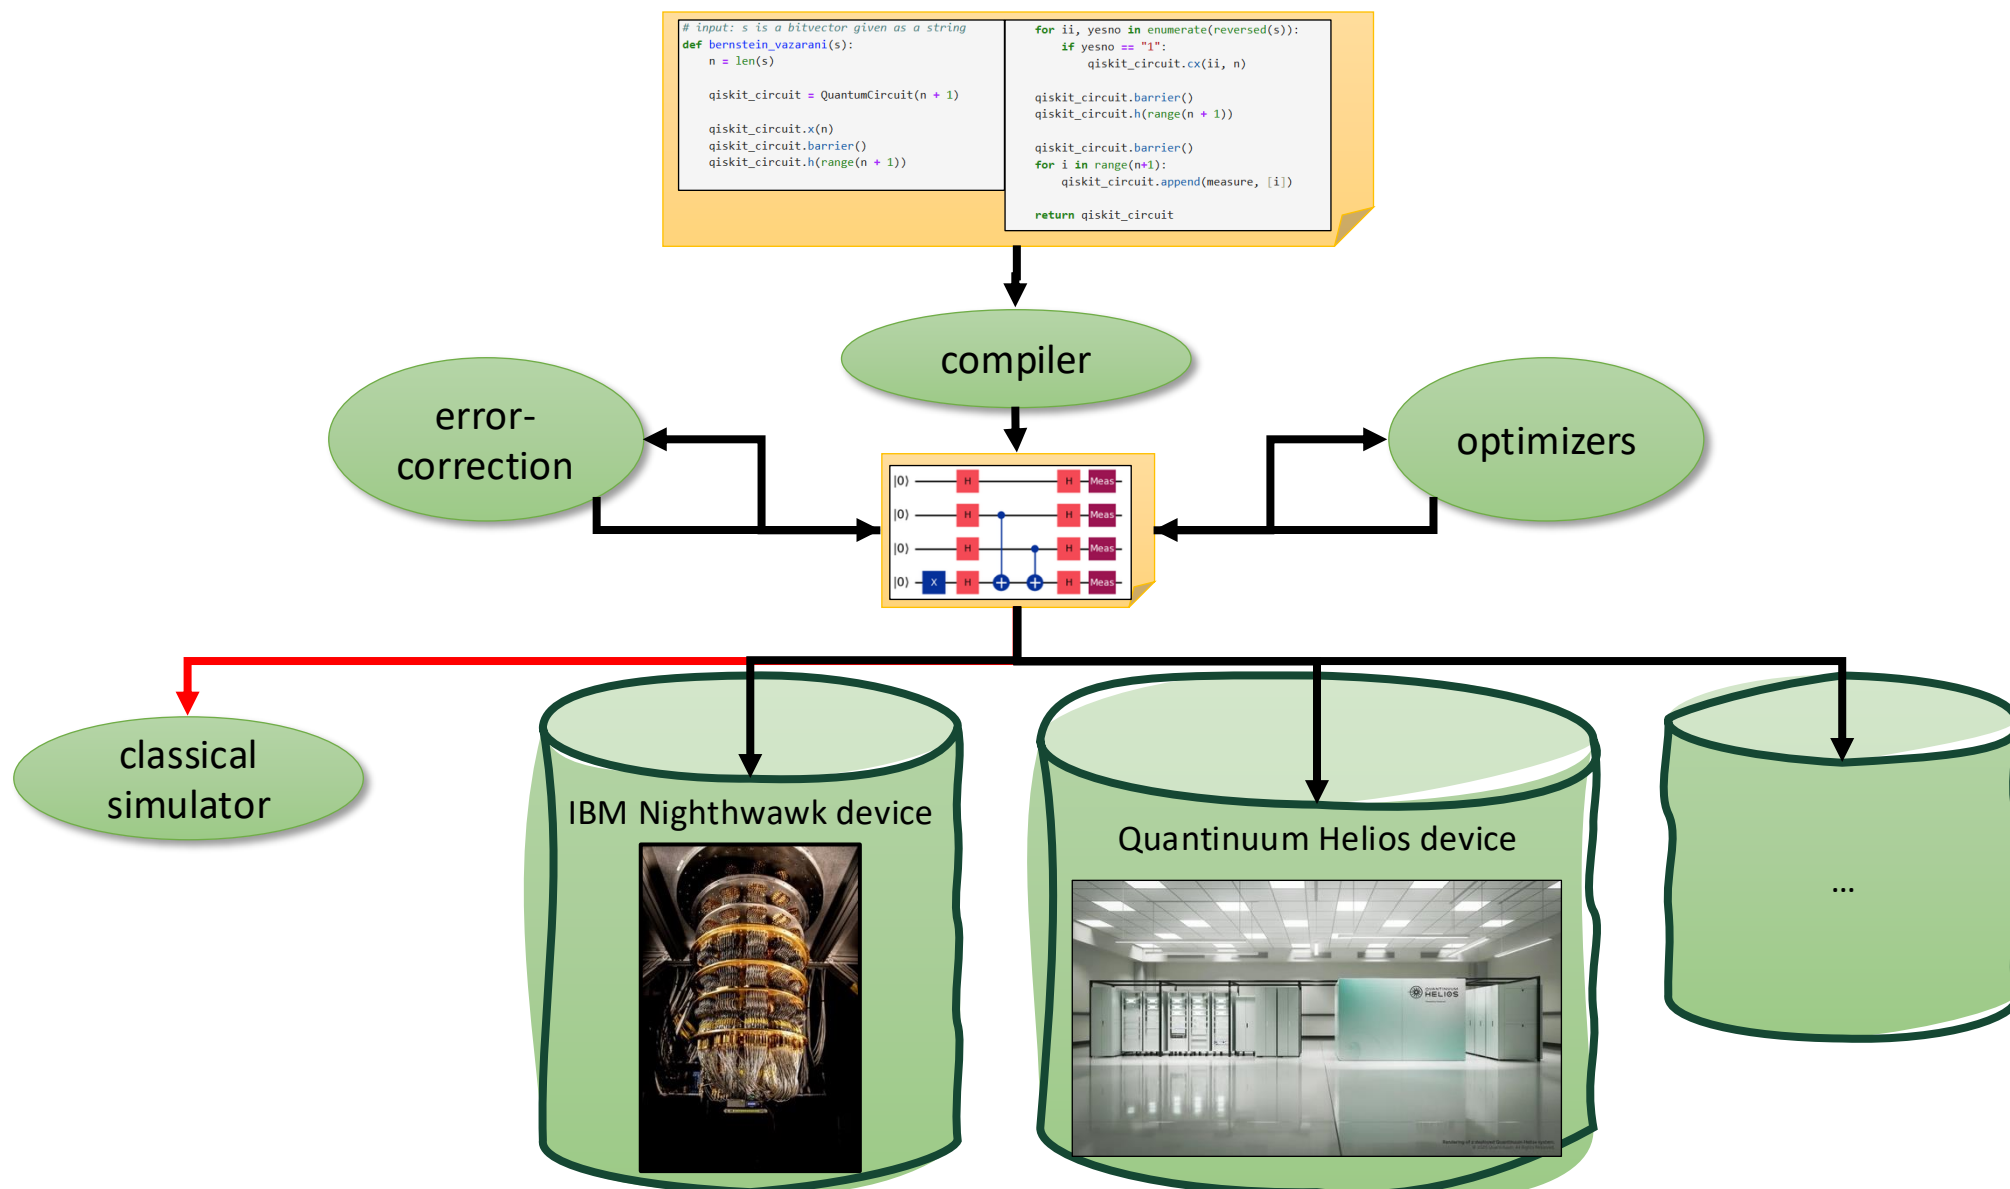 # input: s is a bitvector given as a string
def bernstein_vazarani(s):
n = len(s)
qiskit_circuit = QuantumCircuit(n + 1)
qiskit_circuit.x(n)
qiskit_circuit.barrier()
qiskit_circuit.h(range(n + 1))
for ii, yesno in enumerate(reversed(s)):
if yesno == "1":
qiskit_circuit.cx(ii, n)
qiskit_circuit.barrier()
qiskit_circuit.h(range(n + 1))
qiskit_circuit.barrier()
for i in range(n+1):
qiskit_circuit.append(measure, [i])
return qiskit_circuit
compiler
error-
correction
optimizers
|0⟩ H H Meas
|0⟩ H H Meas
|0⟩ H H Meas
|0⟩ X H H Meas
classical
simulator
IBM Nighthwawk device
Quantinuum Helios device
...
QUANTINUUM
HELIOS